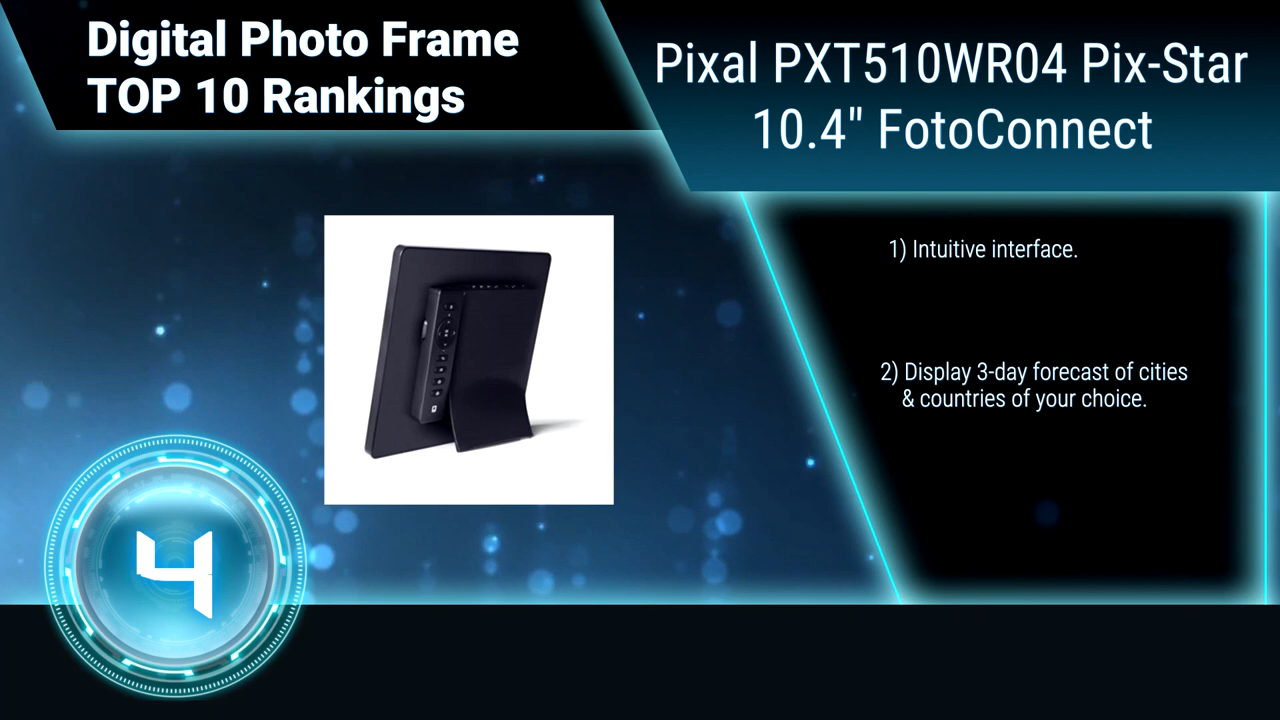 Digital Photo Frame
TOP 10 Rankings
Pixal PXT510WR04 Pix-Star
10.4" FotoConnect
1) Intuitive interface.
2) Display 3-day forecast of cities
& countries of your choice.
4